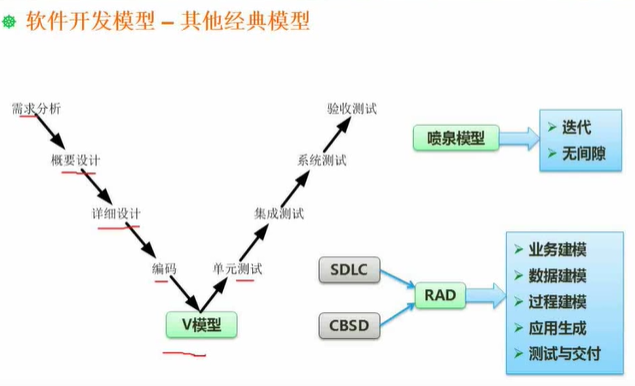 软件开发模型 – 其他经典模型
需求分析
概要设计
详细设计
编码
V模型
单元测试
集成测试
系统测试
验收测试
喷泉模型
迭代
无间隙
SDLC
CBSD
RAD
业务建模
数据建模
过程建模
应用生成
测试与交付